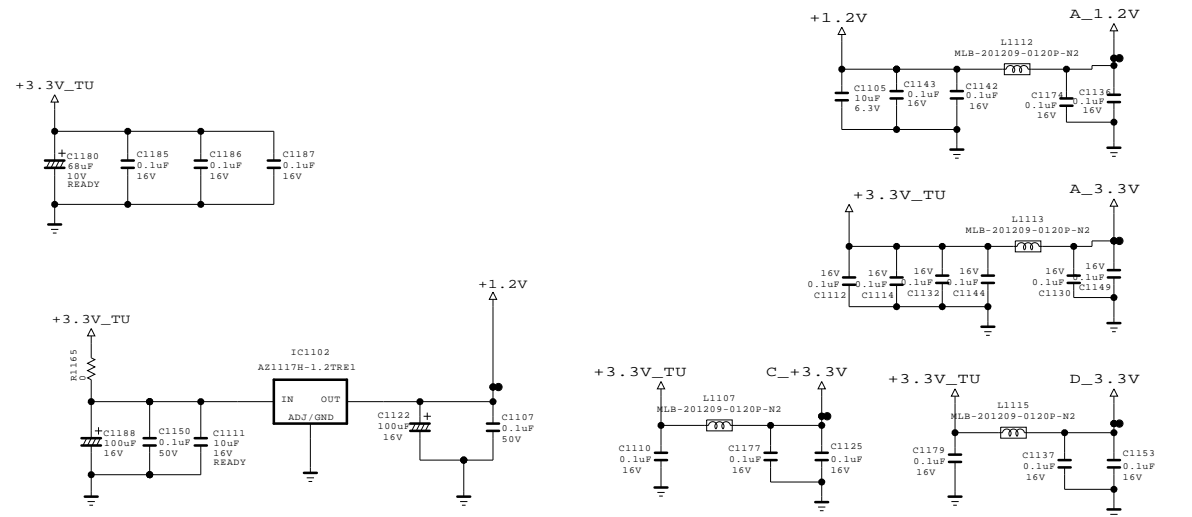 +1.2V
A_1.2V
L1112
MLB-201209-0120P-N2
C1105
10uF
6.3V
C1143
0.1uF
16V
C1142
0.1uF
16V
C1174
0.1uF
16V
C1136
0.1uF
16V
+3.3V_TU
+
C1180
68uF
10V
READY
C1185
0.1uF
16V
C1186
0.1uF
16V
C1187
0.1uF
16V
+3.3V_TU
A_3.3V
L1113
MLB-201209-0120P-N2
16V
0.1uF
C1112
16V
0.1uF
C1114
16V
0.1uF
C1132
16V
0.1uF
C1144
16V
0.1uF
C1130
16V
0.1uF
C1149
+3.3V_TU
R1165
0
+1.2V
IC1102
AZ1117H-1.2TRE1
IN
OUT
ADJ/GND
+
C1188
100uF
16V
C1150
0.1uF
50V
C1111
10uF
16V
READY
C1122
+
100uF
16V
C1107
0.1uF
50V
+3.3V_TU
C_+3.3V
L1107
MLB-201209-0120P-N2
C1110
0.1uF
16V
C1177
0.1uF
16V
C1125
0.1uF
16V
+3.3V_TU
D_3.3V
L1115
MLB-201209-0120P-N2
C1179
0.1uF
16V
C1137
0.1uF
16V
C1153
0.1uF
16V